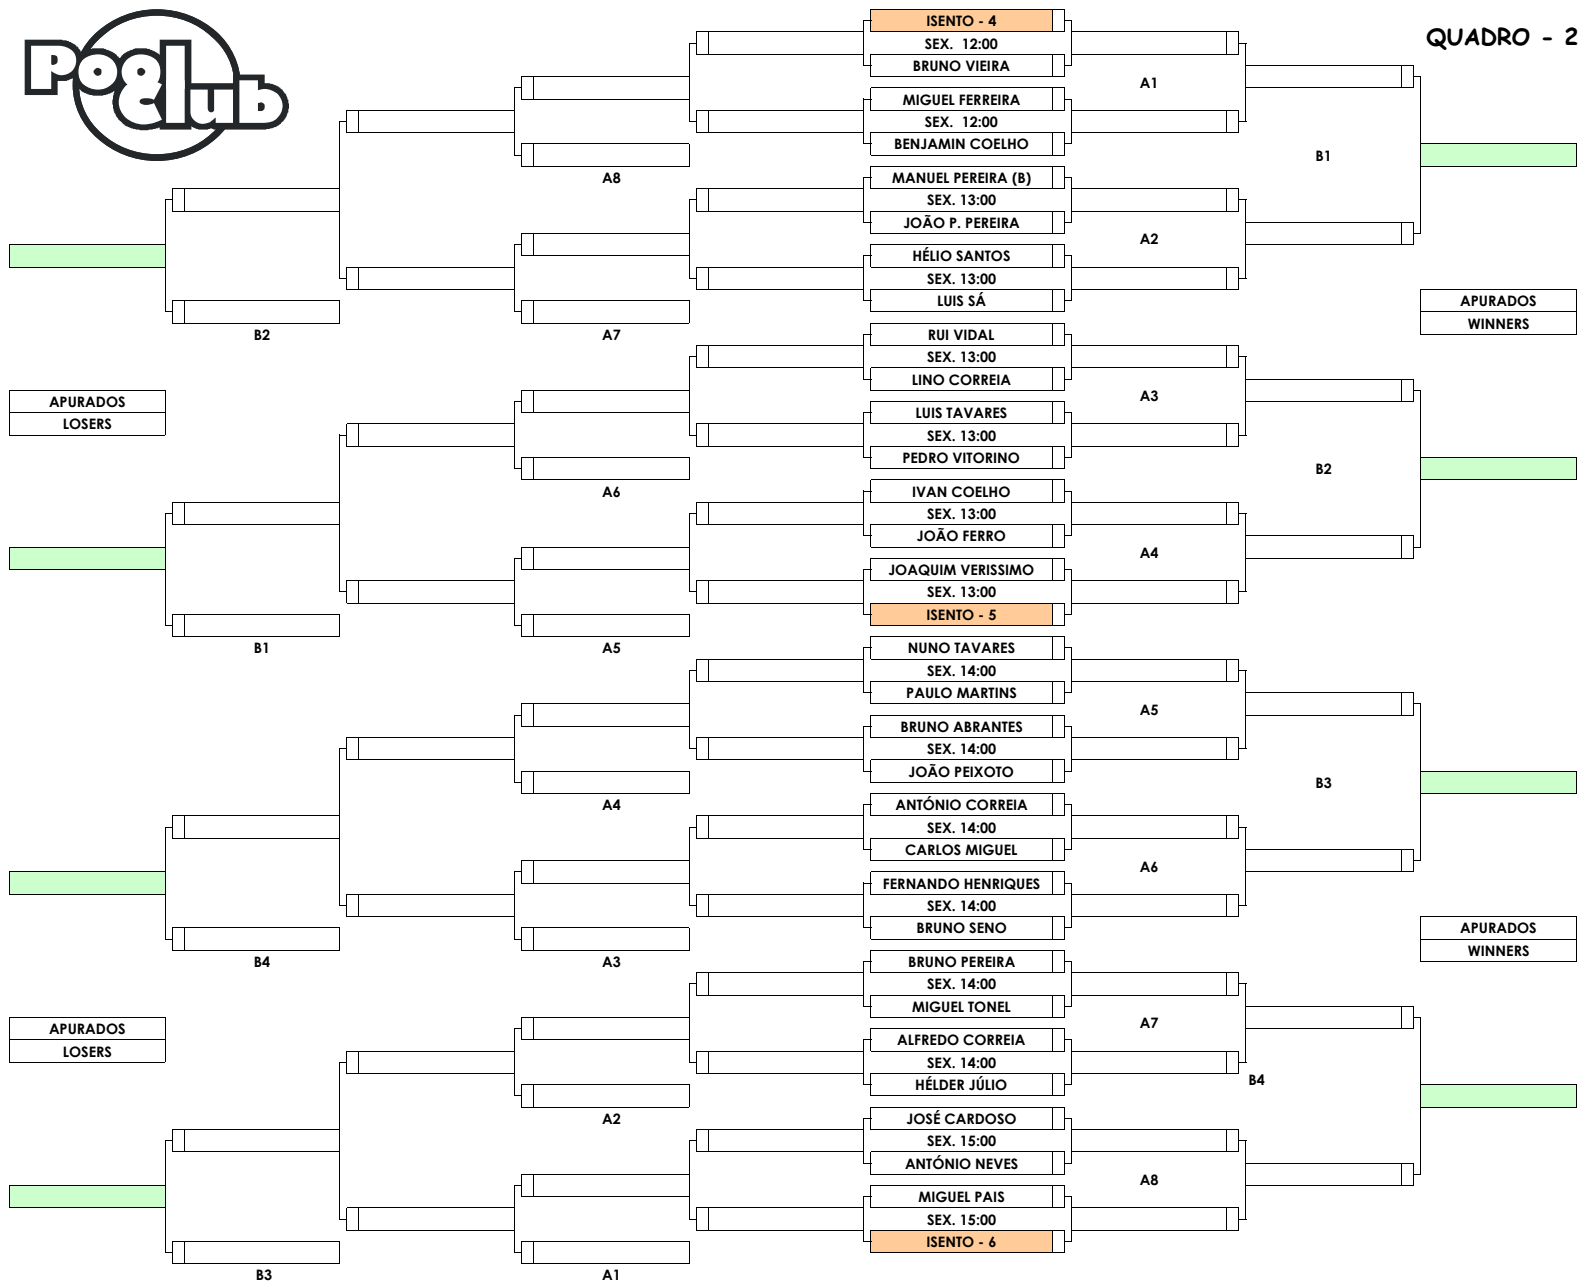 Pool Club
QUADRO - 2
ISENTO - 4
SEX. 12:00
BRUNO VIEIRA
A1
MIGUEL FERREIRA
SEX. 12:00
BENJAMIN COELHO
B1
A8
MANUEL PEREIRA (B)
SEX. 13:00
JOÃO P. PEREIRA
A2
HÉLIO SANTOS
SEX. 13:00
LUIS SÁ
APURADOS
WINNERS
B2
A7
RUI VIDAL
SEX. 13:00
LINO CORREIA
A3
APURADOS
LOSERS
LUIS TAVARES
SEX. 13:00
PEDRO VITORINO
B2
A6
IVAN COELHO
SEX. 13:00
JOÃO FERRO
A4
JOAQUIM VERISSIMO
SEX. 13:00
ISENTO - 5
B1
A5
NUNO TAVARES
SEX. 14:00
PAULO MARTINS
A5
BRUNO ABRANTES
SEX. 14:00
JOÃO PEIXOTO
B3
A4
ANTÓNIO CORREIA
SEX. 14:00
CARLOS MIGUEL
A6
FERNANDO HENRIQUES
SEX. 14:00
BRUNO SENO
APURADOS
WINNERS
B4
A3
BRUNO PEREIRA
SEX. 14:00
MIGUEL TONEL
A7
APURADOS
LOSERS
ALFREDO CORREIA
SEX. 14:00
HÉLDER JÚLIO
B4
A2
JOSÉ CARDOSO
SEX. 15:00
ANTÓNIO NEVES
A8
MIGUEL PAIS
SEX. 15:00
ISENTO - 6
B3
A1